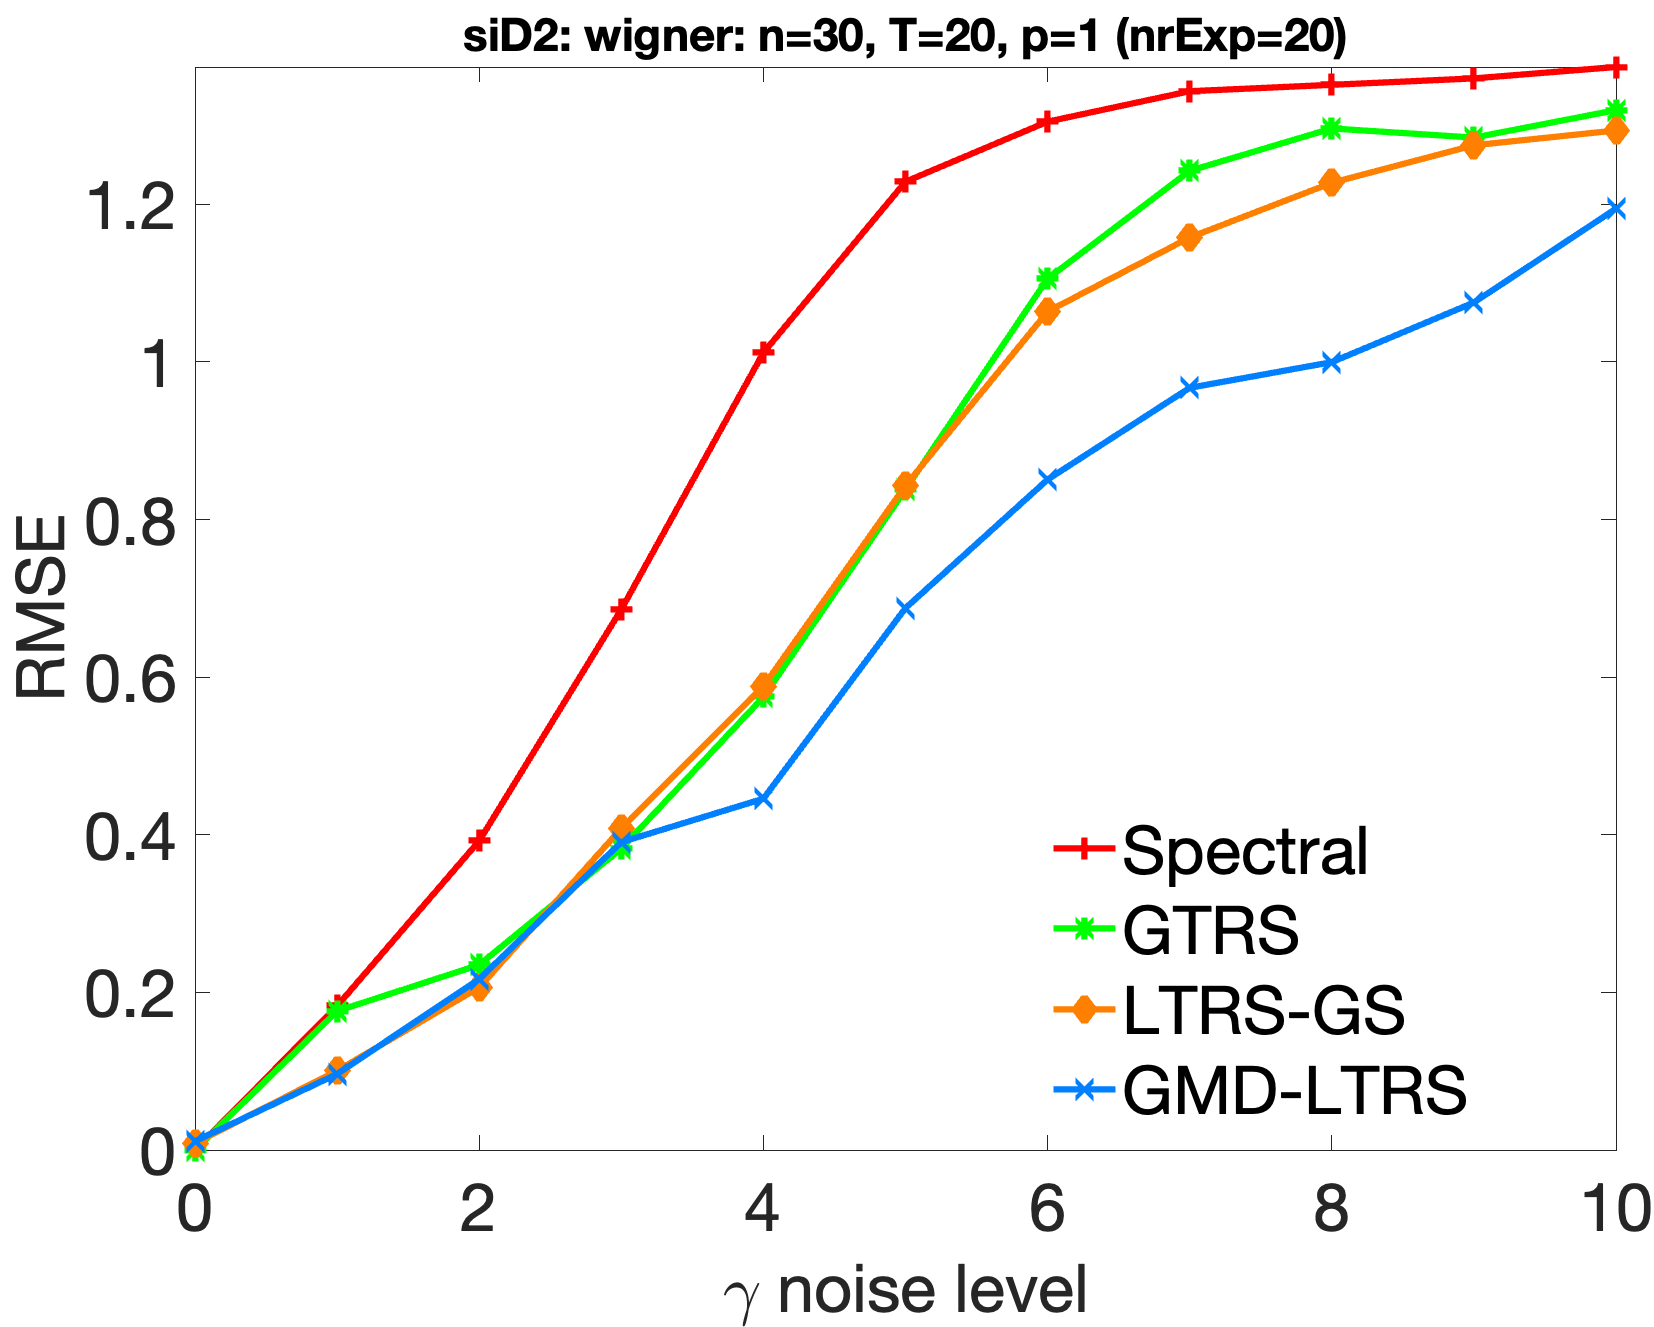 siD2: wigner: n=30, T=20, p=1 (nrExp=20)
RMSE
1.2
1
0.8
0.6
0.4
0.2
0
0 2 4 6 8 10
γ noise level
Spectral
GTRS
LTRS-GS
GMD-LTRS